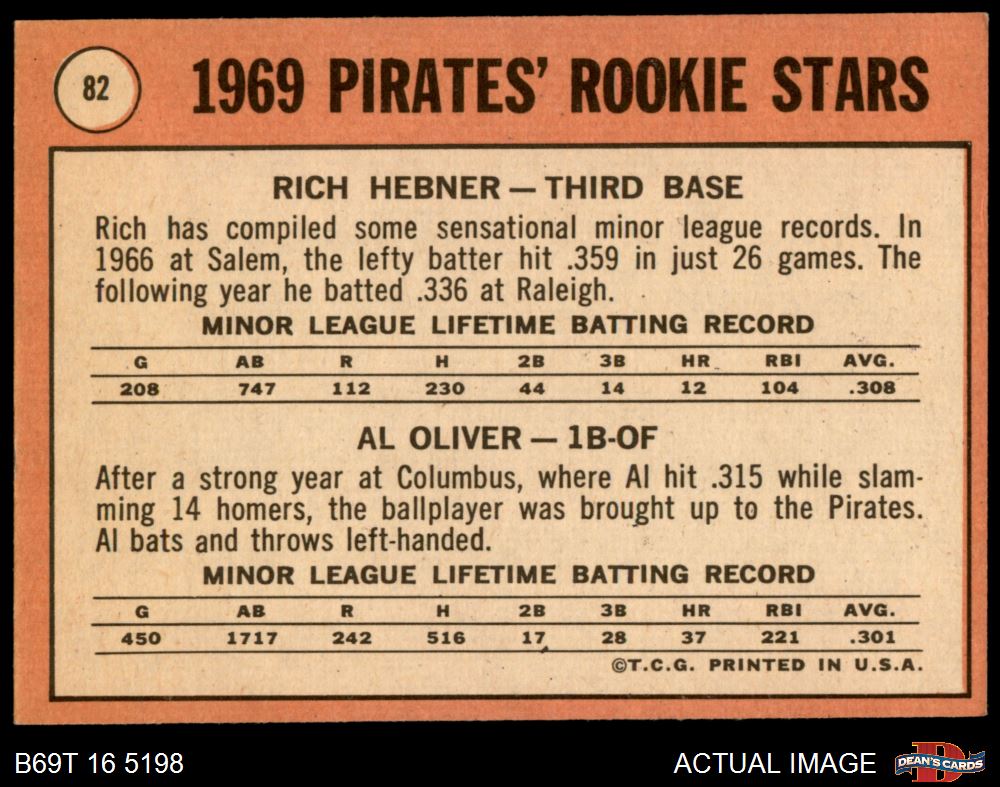 82
1969 PIRATES' ROOKIE STARS
RICH HEBNER — THIRD BASE
Rich has compiled some sensational minor league records. In
1966 at Salem, the lefty batter hit .359 in just 26 games. The
following year he batted .336 at Raleigh.
MINOR LEAGUE LIFETIME BATTING RECORD
G AB R H 2B 3B HR RBI AVG.
208 747 112 230 44 14 12 104 .308
AL OLIVER — 1B-OF
After a strong year at Columbus, where Al hit .315 while slam-
ming 14 homers, the ballplayer was brought up to the Pirates.
Al bats and throws left-handed.
MINOR LEAGUE LIFETIME BATTING RECORD
G AB R H 2B 3B HR RBI AVG.
450 1717 242 516 17 28 37 221 .301
©T.C.G. PRINTED IN U.S.A.
B69T 16 5198
ACTUAL IMAGE
D
DEAN'S CARDS